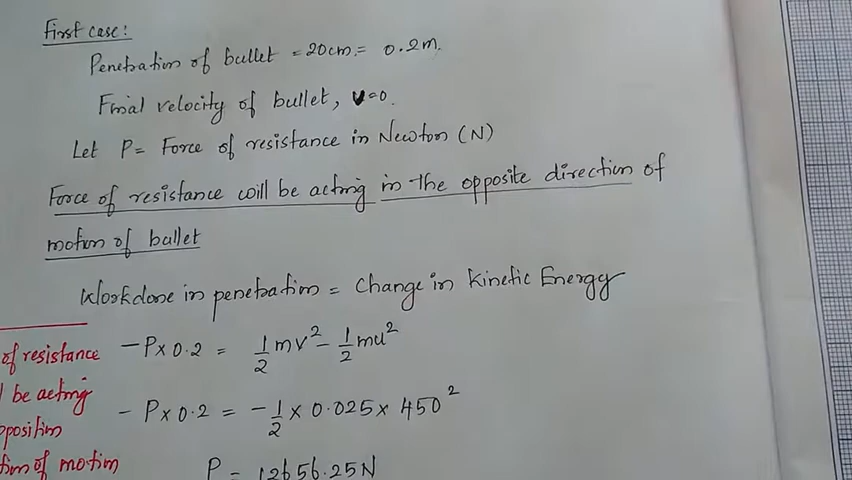 First case:
Penetration of bullet = 20cm = 0.2m.
Final velocity of bullet, v=0.
Let P= Force of resistance in Newton (N)
Force of resistance will be acting in the opposite direction of
motion of bullet
Workdone in penetration = Change in Kinetic Energy
of resistance
-P×0.2 = 1/2 mv² - 1/2 mu²
be acting
-P×0.2 = -1/2 × 0.025 × 450²
of motion
P = 12656.25N